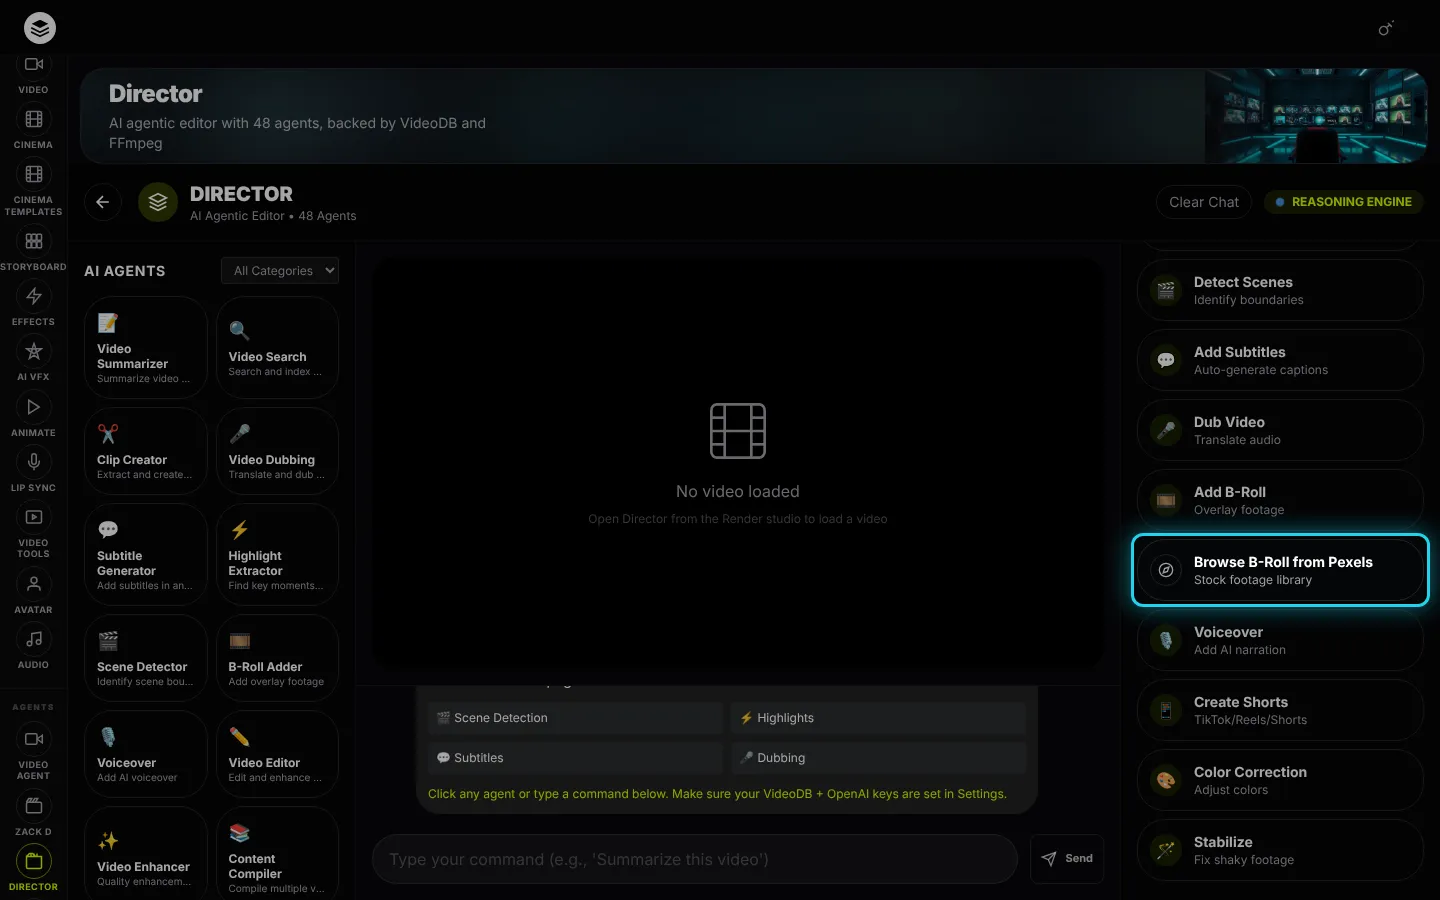 VIDEO
CINEMA
CINEMA
TEMPLATES
STORYBOARD
EFFECTS
AI VFX
ANIMATE
LIP SYNC
VIDEO
TOOLS
AVATAR
AUDIO
AGENTS
VIDEO
AGENT
ZACK D
DIRECTOR
Director
AI agentic editor with 48 agents, backed by VideoDB and
FFmpeg
DIRECTOR
AI Agentic Editor • 48 Agents
Clear Chat
REASONING ENGINE
AI AGENTS
All Categories
Video
Summarizer
Summarize video ...
Video Search
Search and index ...
Clip Creator
Extract and create...
Video Dubbing
Translate and dub ...
Subtitle
Generator
Add subtitles in an...
Highlight
Extractor
Find key moments...
Scene Detector
Identify scene bou...
B-Roll Adder
Add overlay footage
Voiceover
Add AI voiceover
Video Editor
Edit and enhance ...
Video Enhancer
Quality enhancem...
Content
Compiler
Compile multiple v...
No video loaded
Open Director from the Render studio to load a video
Scene Detection
Highlights
Subtitles
Dubbing
Click any agent or type a command below. Make sure your VideoDB + OpenAI keys are set in Settings.
Type your command (e.g., 'Summarize this video')
Send
Detect Scenes
Identify boundaries
Add Subtitles
Auto-generate captions
Dub Video
Translate audio
Add B-Roll
Overlay footage
Browse B-Roll from Pexels
Stock footage library
Voiceover
Add AI narration
Create Shorts
TikTok/Reels/Shorts
Color Correction
Adjust colors
Stabilize
Fix shaky footage